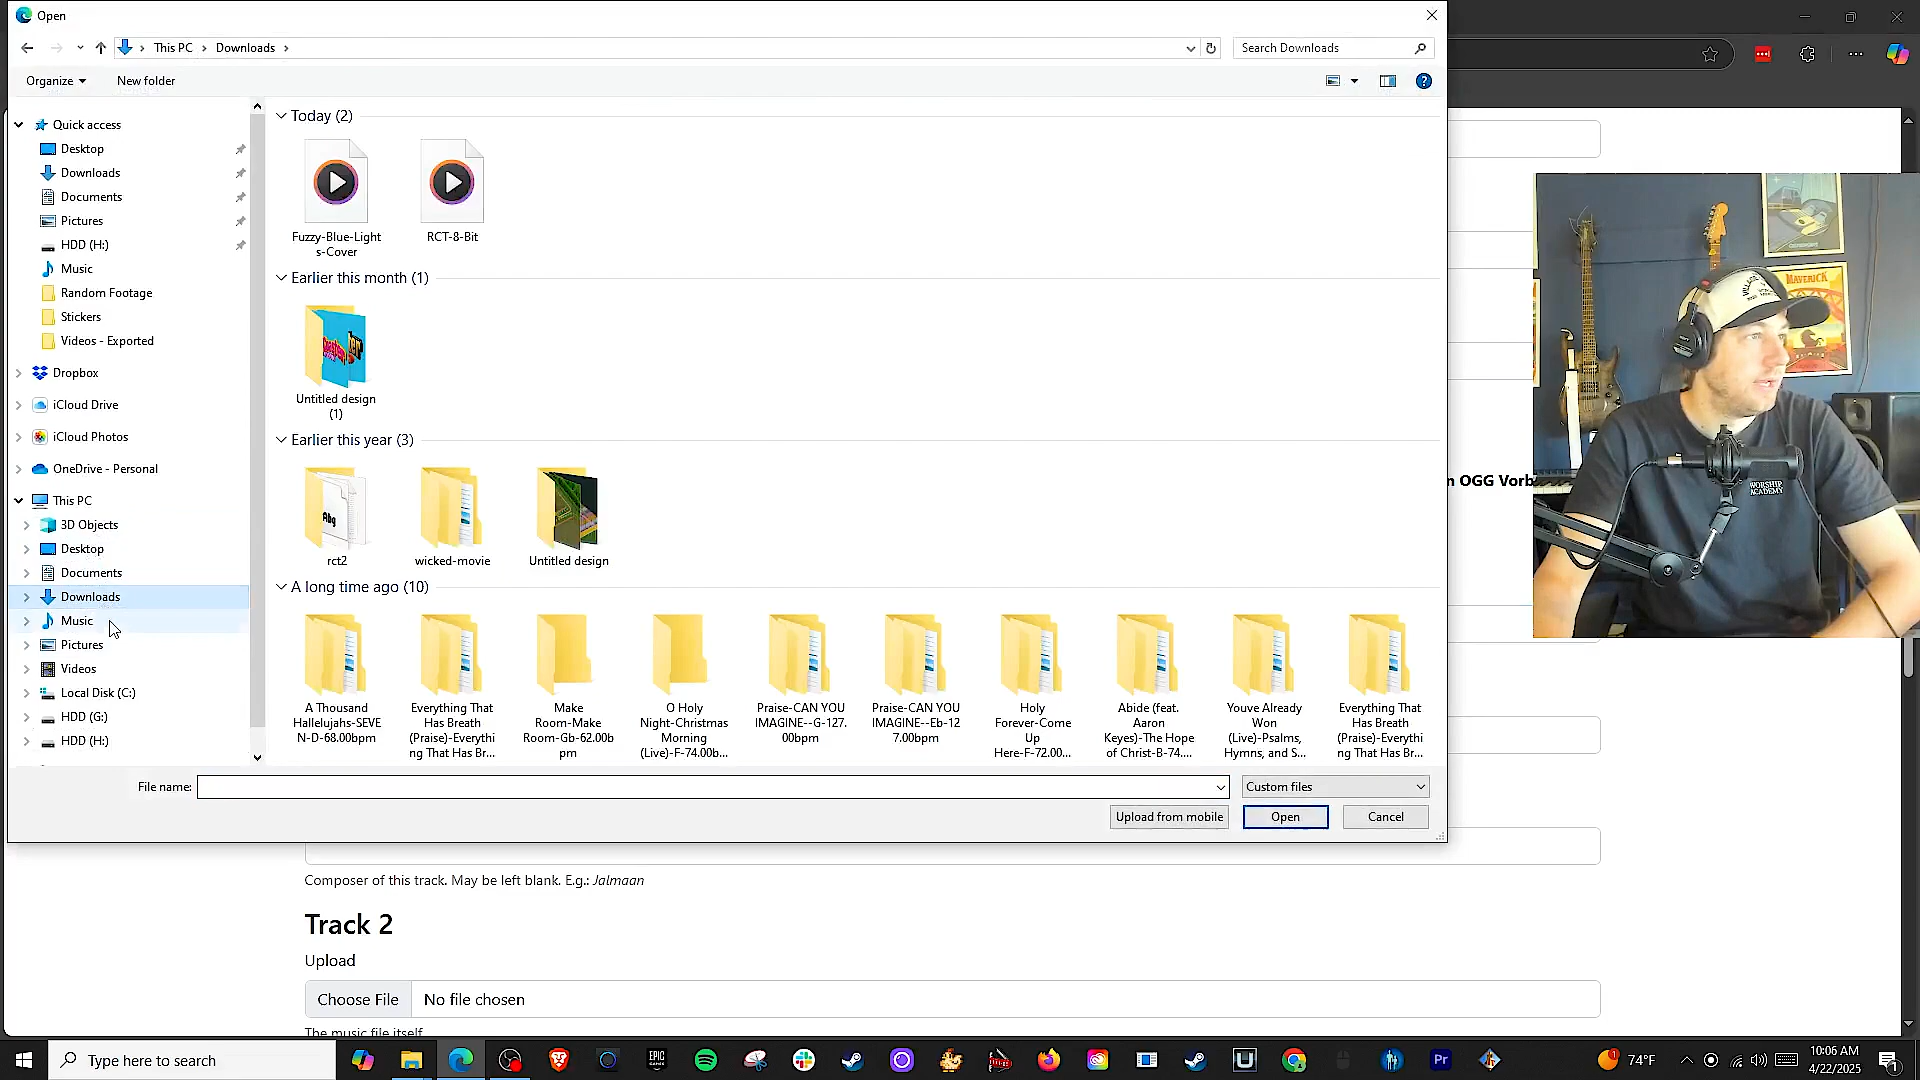 Open
This PC
Downloads
Search Downloads
Organize
New folder
Quick access
Desktop
Downloads
Documents
Pictures
HDD (H:)
Music
Random Footage
Stickers
Videos - Exported
Dropbox
iCloud Drive
iCloud Photos
OneDrive - Personal
This PC
3D Objects
Desktop
Documents
Downloads
Music
Pictures
Videos
Local Disk (C:)
HDD (G:)
HDD (H:)
Today (2)
Fuzzy-Blue-Light
s-Cover
RCT-8-Bit
Earlier this month (1)
Untitled design
(1)
Earlier this year (3)
Abg
rct2
wicked-movie
Untitled design
A long time ago (10)
A Thousand
Hallelujahs-SEVE
N-D-68.00bpm
Everything That
Has Breath
(Praise)-Everythi
ng That Has Br...
Make
Room-Make
Room-Gb-62.00b
pm
O Holy
Night-Christmas
Morning
(Live)-F-74.00b...
Praise-CAN YOU
IMAGINE--G-127.
00bpm
Praise-CAN YOU
IMAGINE--Eb-12
7.00bpm
Holy
Forever-Come
Up
Here-F-72.00...
Abide (feat.
Aaron
Keyes)-The Hope
of Christ-B-74....
Youve Already
Won
(Live)-Psalms,
Hymns, and S...
Everything That
Has Breath
(Praise)-Everythi
ng That Has Br...
File name:
Custom files
Upload from mobile
Open
Cancel
n OGG Vorb
MAVERICK
WORSHIP
ACADEMY
Composer of this track. May be left blank. E.g.: Jalmaan
Track 2
Upload
Choose File
No file chosen
The music file itself
Type here to search
EPIC
GAMES
Pr
74°F
10:06 AM
4/22/2025